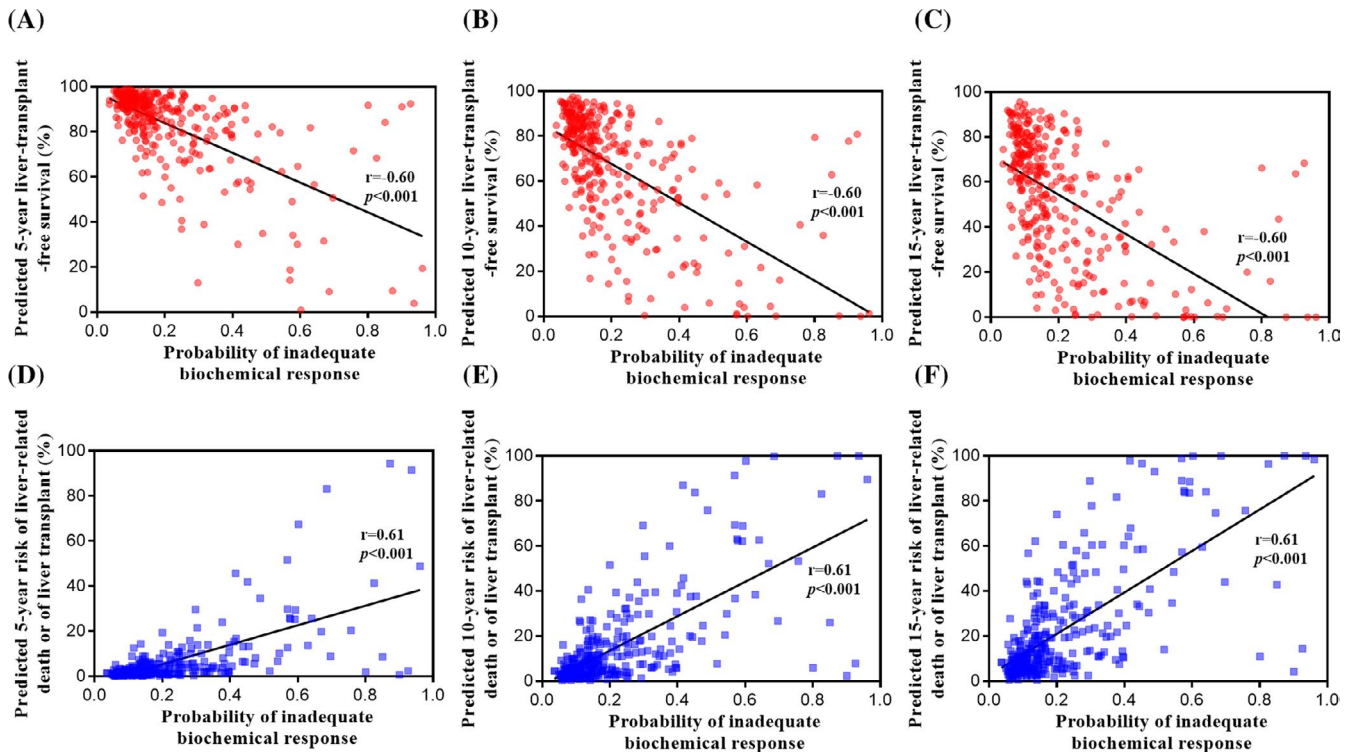 (A)
Predicted 5-year liver-transplant
-free survival (%)
100
80
60
40
20
0
0.0
0.2
0.4
0.6
0.8
1.0
r=-0.60
p<0.001
Probability of inadequate
biochemical response
(B)
Predicted 10-year liver-transplant
-free survival (%)
100
80
60
40
20
0
0.0
0.2
0.4
0.6
0.8
1.0
r=-0.60
p<0.001
Probability of inadequate
biochemical response
(C)
Predicted 15-year liver-transplant
-free survival (%)
100
80
60
40
20
0
0.0
0.2
0.4
0.6
0.8
1.0
r=-0.60
p<0.001
Probability of inadequate
biochemical response
(D)
Predicted 5-year risk of liver-related
death or of liver transplant (%)
100
80
60
40
20
0
0.0
0.2
0.4
0.6
0.8
1.0
r=0.61
p<0.001
Probability of inadequate
biochemical response
(E)
Predicted 10-year risk of liver-related
death or of liver transplant (%)
100
80
60
40
20
0
0.0
0.2
0.4
0.6
0.8
1.0
r=0.61
p<0.001
Probability of inadequate
biochemical response
(F)
Predicted 15-year risk of liver-related
death or of liver transplant (%)
100
80
60
40
20
0
0.0
0.2
0.4
0.6
0.8
1.0
r=0.61
p<0.001
Probability of inadequate
biochemical response